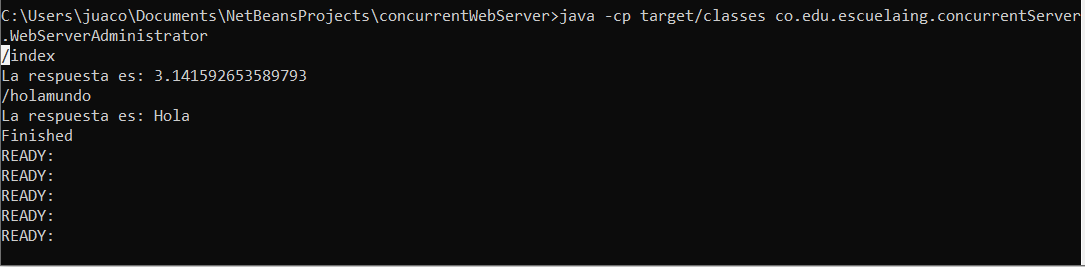 C:\Users\juaco\Documents\NetBeansProjects\concurrentWebServer>java -cp target/classes co.edu.escuelaing.concurrentServer
.WebServerAdministrator
/index
La respuesta es: 3.141592653589793
/holamundo
La respuesta es: Hola
Finished
READY:
READY:
READY:
READY:
READY: